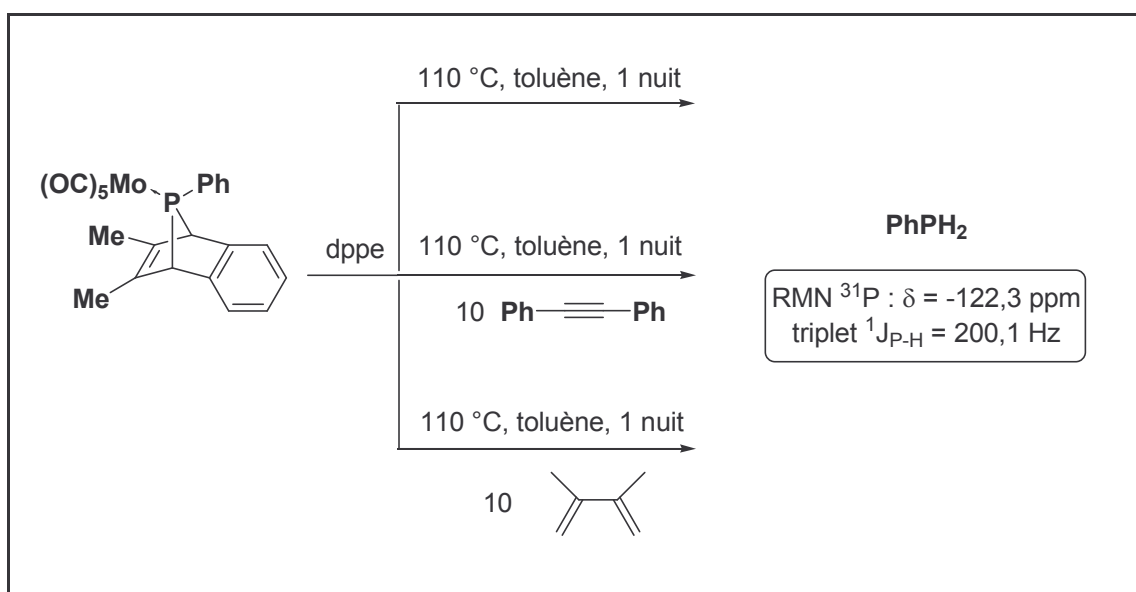 110 °C, toluène, 1 nuit
(OC)₅Mo
P
Ph
Me
Me
dppe
110 °C, toluène, 1 nuit
10 Ph Ph
PhPH₂
RMN ³¹P : δ = -122,3 ppm
triplet ¹J_P-H = 200,1 Hz
110 °C, toluène, 1 nuit
10